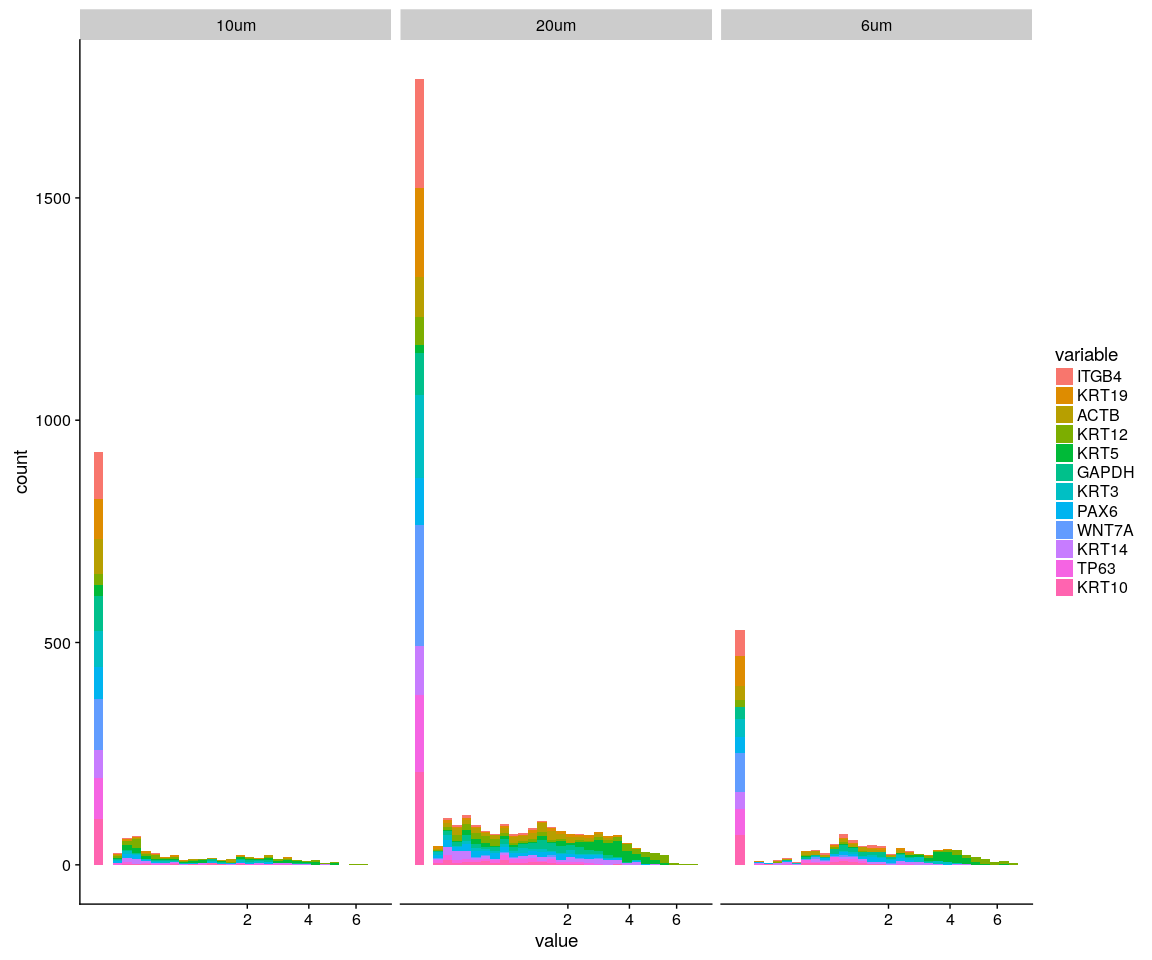 10um 20um 6um
1500
1000
500
0
count
2 4 6 2 4 6 2 4 6
value
variable
ITGB4
KRT19
ACTB
KRT12
KRT5
GAPDH
KRT3
PAX6
WNT7A
KRT14
TP63
KRT10